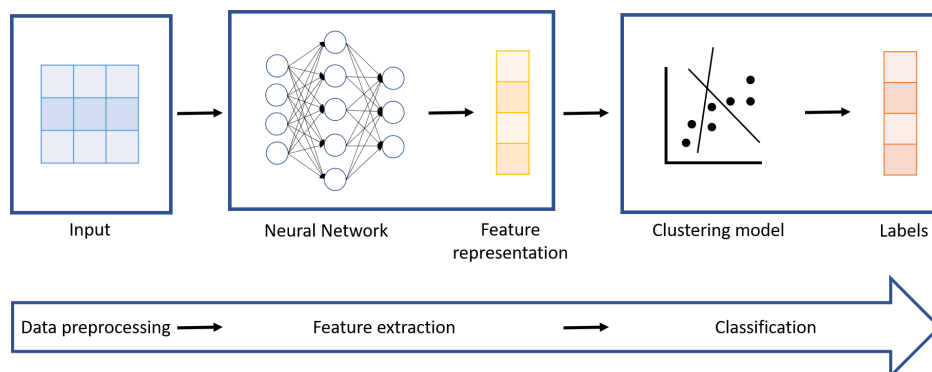 Input
Neural Network
Feature
representation
Clustering model
Labels
Data preprocessing
Feature extraction
Classification